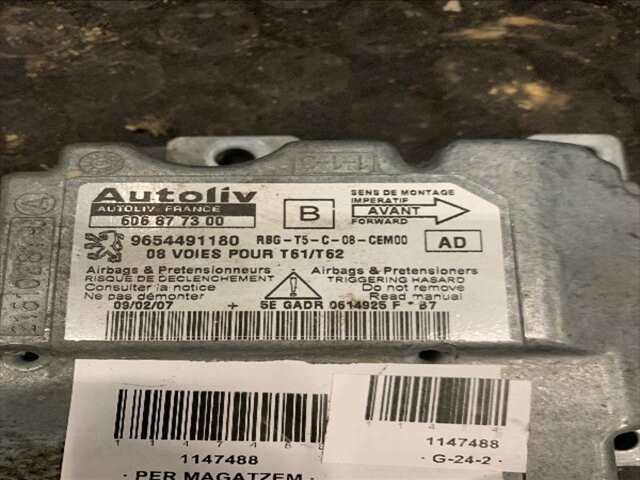 Autoliv
AUTOLIV-FRANCE
606 87 73 00
B
SENS DE MONTAGE
IMPERATIF
AVANT
FORWARD
9654491180 RBG-T5-C-08-CEM00
AD
08 VOIES POUR T61/T62
Airbags & Pretensionneurs
RISQUE DE DECLENCHEMENT
Consulter la notice
Ne pas démonter
Airbags & Pretensioners
TRIGGERING HASARD
Do not remove
Read manual
09/02/07 + 5E GADR 0614925 F * B7
1147488
- PER MAGATZEM -
1147488
- G-24-2 -